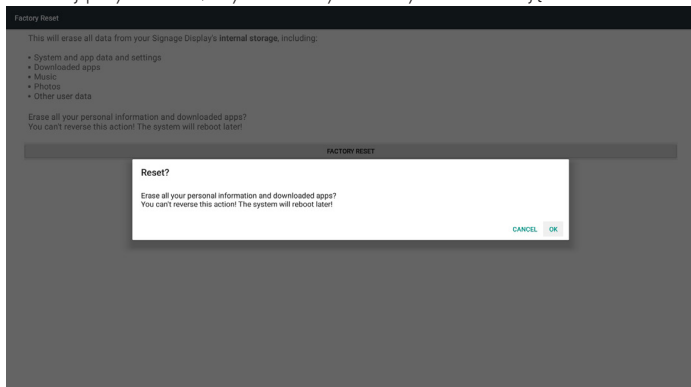 Factory Reset
This will erase all data from your Signage Display's internal storage, including:
• System and app data and settings
• Downloaded apps
• Music
• Photos
• Other user data
Erase all your personal information and downloaded apps?
You can't reverse this action! The system will reboot later!
FACTORY RESET
Reset?
Erase all your personal information and downloaded apps?
You can't reverse this action! The system will reboot later!
CANCEL OK